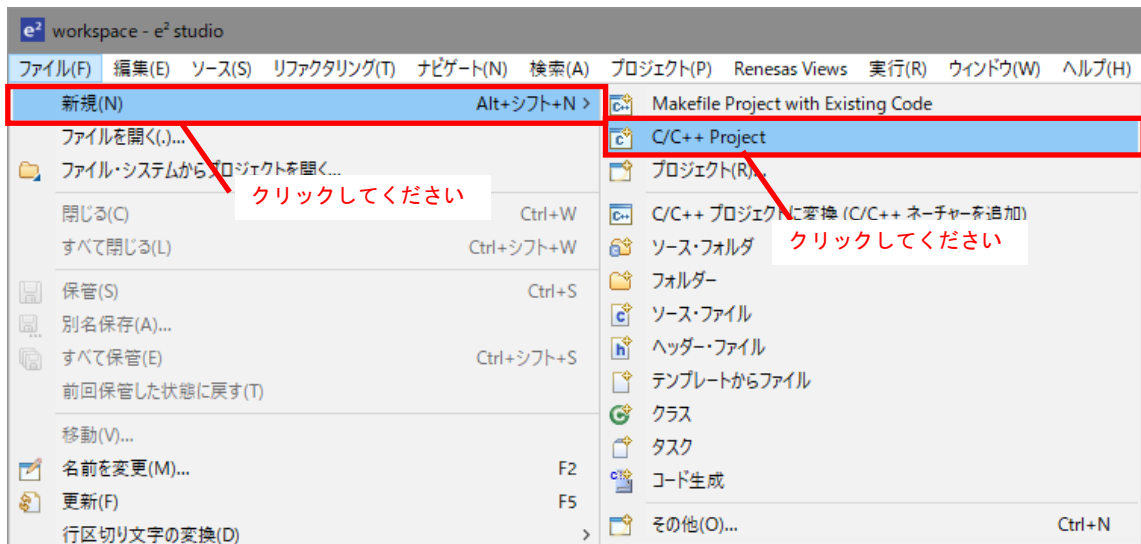 e² workspace - e² studio
ファイル(F) 編集(E) ソース(S) リファクタリング(T) ナビゲート(N) 検索(A) プロジェクト(P) Renesas Views 実行(R) ウィンドウ(W) ヘルプ(H)
新規(N) Alt+シフト+N >
ファイルを開く(.)...
ファイル・システムからプロジェクトを開く...
クリックしてください
閉じる(C) Ctrl+W
すべて閉じる(L) Ctrl+シフト+W
保管(S) Ctrl+S
別名保存(A)...
すべて保管(E) Ctrl+シフト+S
前回保管した状態に戻す(T)
移動(V)...
名前を変更(M)... F2
更新(F) F5
行区切り文字の変換(D) >
Makefile Project with Existing Code
C/C++ Project
プロジェクト(R)...
C/C++ プロジェクトに変換 (C/C++ ネーチャーを追加)
クリックしてください
ソース・フォルダ
フォルダー
ソース・ファイル
ヘッダー・ファイル
テンプレートからファイル
クラス
タスク
コード生成
その他(O)... Ctrl+N